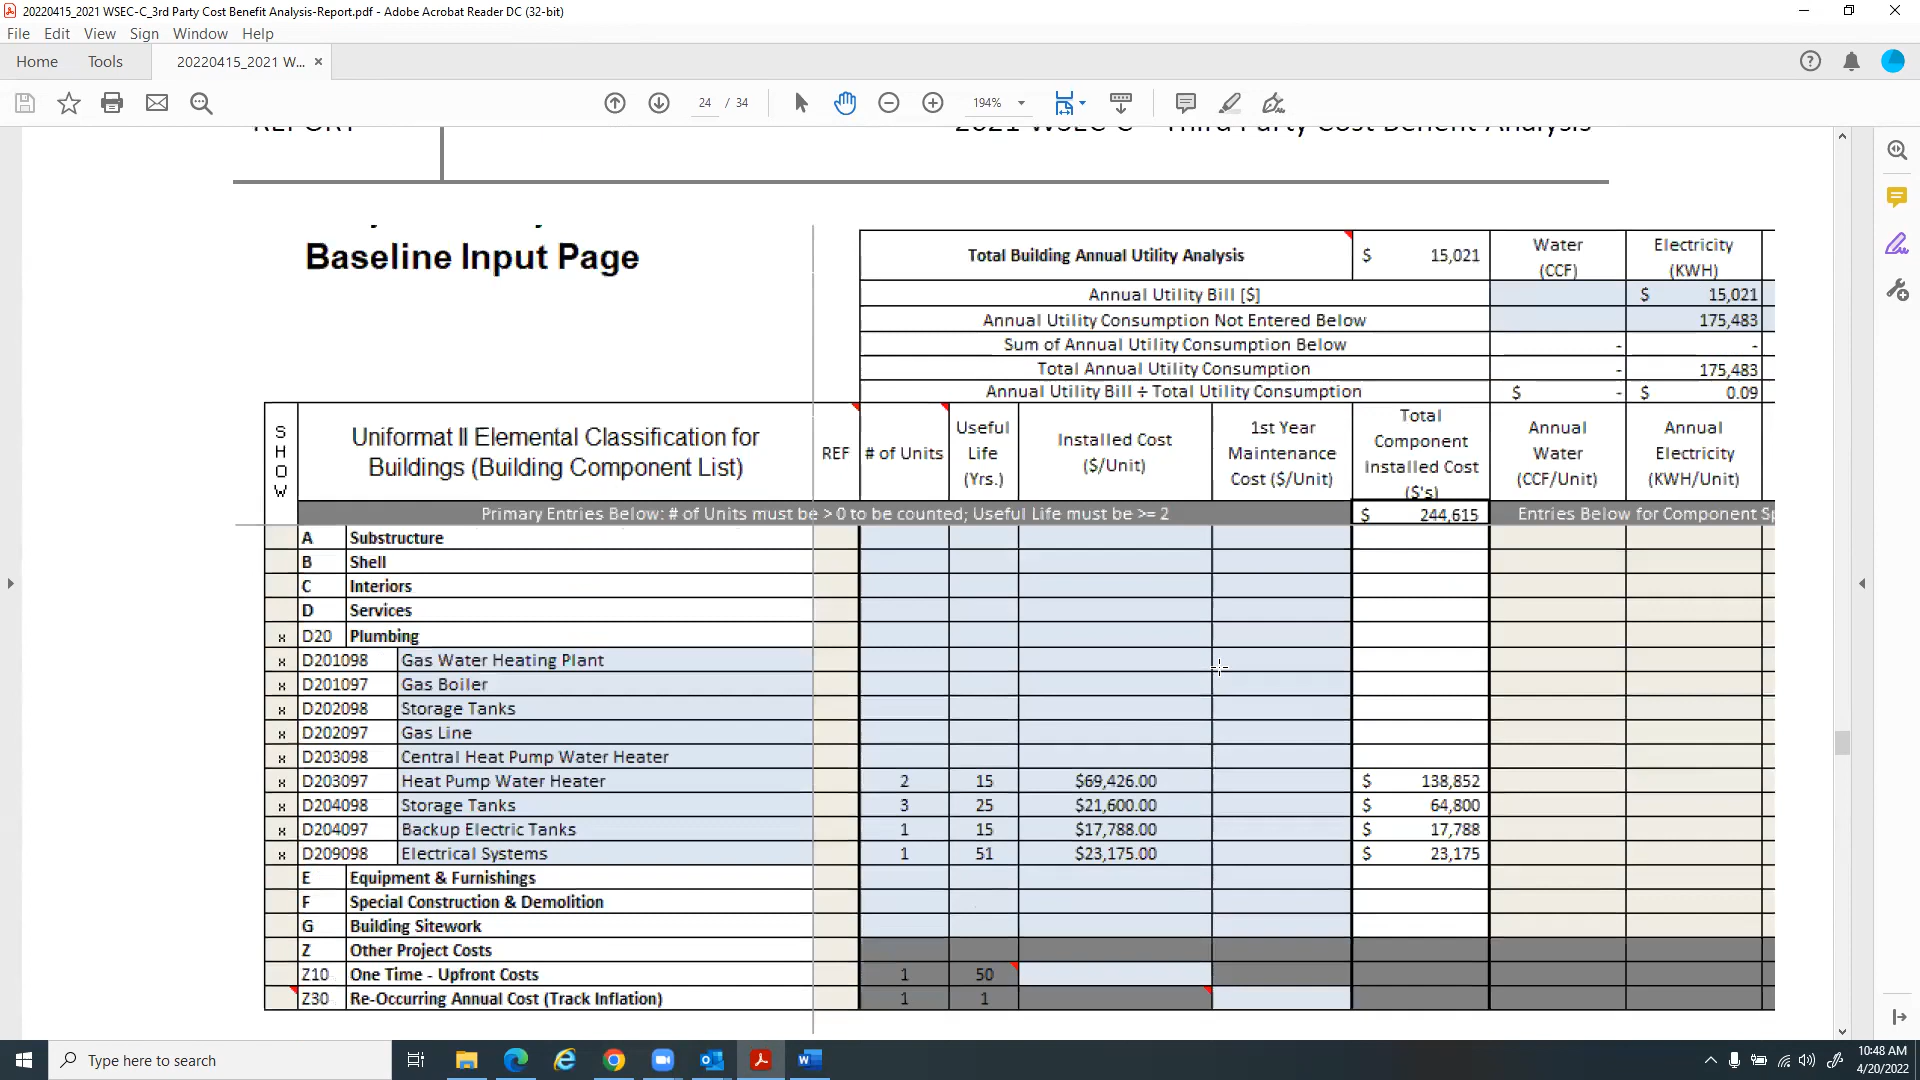 20220415_2021 WSEC-C_3rd Party Cost Benefit Analysis-Report.pdf - Adobe Acrobat Reader DC (32-bit)
File Edit View Sign Window Help
Home Tools 20220415_2021 W... ×
24 / 34 194%
REPORT 2021 WSEC-C – Third Party Cost Benefit Analysis
Baseline Input Page
Total Building Annual Utility Analysis $ 15,021 Water (CCF) Electricity (KWH)
Annual Utility Bill [$] $ 15,021
Annual Utility Consumption Not Entered Below 175,483
Sum of Annual Utility Consumption Below - -
Total Annual Utility Consumption - 175,483
Annual Utility Bill ÷ Total Utility Consumption $ - $ 0.09
SHOW Uniformat II Elemental Classification for Buildings (Building Component List) REF # of Units Useful Life (Yrs.) Installed Cost ($/Unit) 1st Year Maintenance Cost ($/Unit) Total Component Installed Cost ($'s) Annual Water (CCF/Unit) Annual Electricity (KWH/Unit)
Primary Entries Below: # of Units must be > 0 to be counted; Useful Life must be >= 2 $ 244,615 Entries Below for Component Sp
A Substructure
B Shell
C Interiors
D Services
x D20 Plumbing
x D201098 Gas Water Heating Plant
x D201097 Gas Boiler
x D202098 Storage Tanks
x D202097 Gas Line
x D203098 Central Heat Pump Water Heater
x D203097 Heat Pump Water Heater 2 15 $69,426.00 $ 138,852
x D204098 Storage Tanks 3 25 $21,600.00 $ 64,800
x D204097 Backup Electric Tanks 1 15 $17,788.00 $ 17,788
x D209098 Electrical Systems 1 51 $23,175.00 $ 23,175
E Equipment & Furnishings
F Special Construction & Demolition
G Building Sitework
Z Other Project Costs
Z10 One Time - Upfront Costs 1 50
Z30 Re-Occurring Annual Cost (Track Inflation) 1 1
Type here to search
10:48 AM
4/20/2022